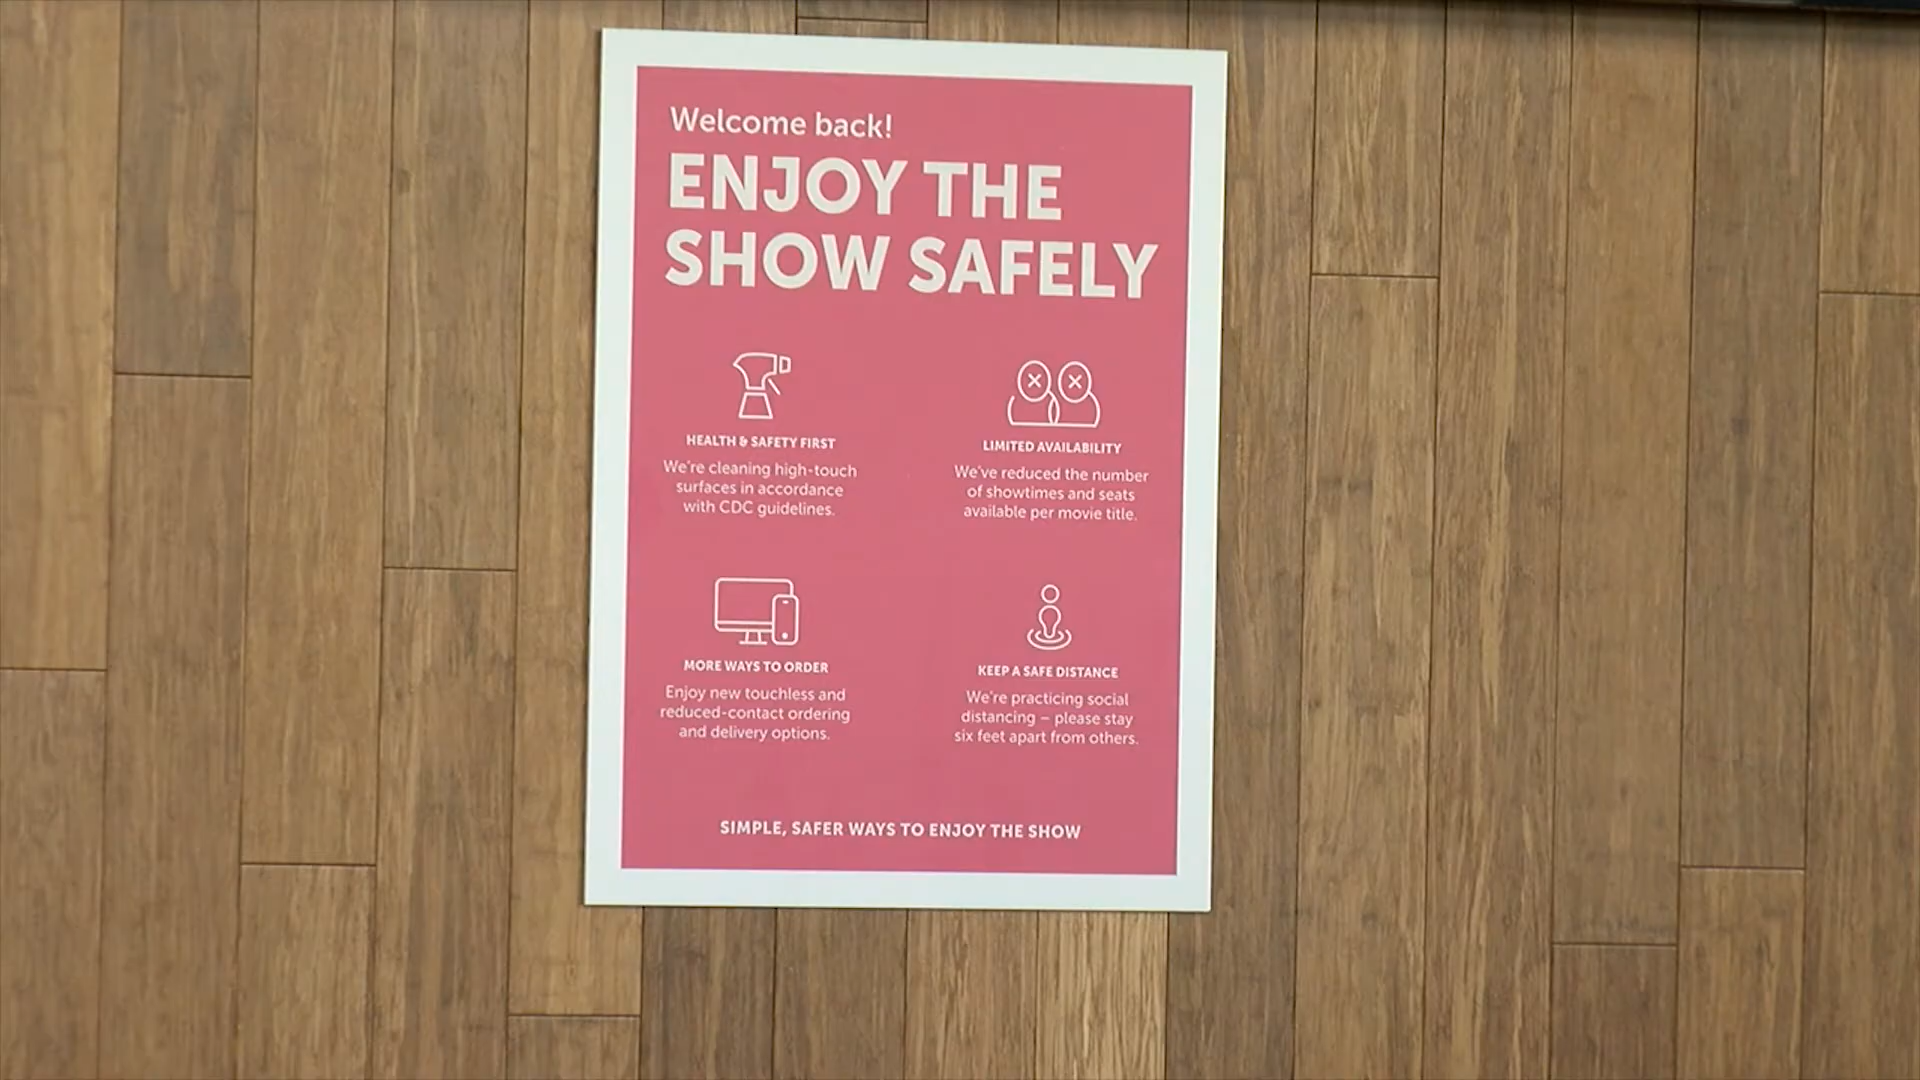 Welcome back!
ENJOY THE
SHOW SAFELY
HEALTH & SAFETY FIRST
We're cleaning high-touch
surfaces in accordance
with CDC guidelines.
LIMITED AVAILABILITY
We've reduced the number
of showtimes and seats
available per movie title.
MORE WAYS TO ORDER
Enjoy new touchless and
reduced-contact ordering
and delivery options.
KEEP A SAFE DISTANCE
We're practicing social
distancing – please stay
six feet apart from others.
SIMPLE, SAFER WAYS TO ENJOY THE SHOW